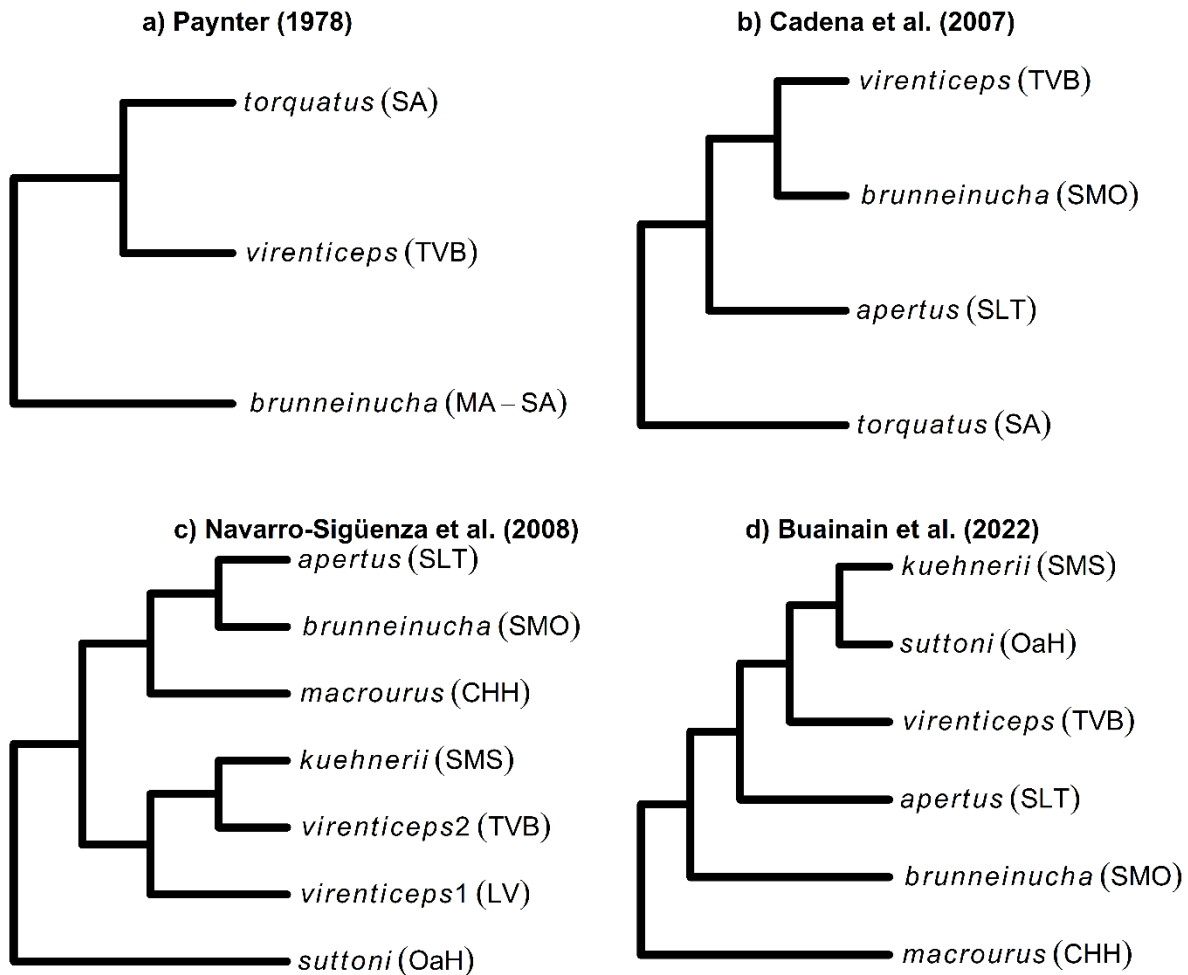 a) Paynter (1978)
torquatus (SA)
virenticeps (TVB)
brunneinucha (MA – SA)
b) Cadena et al. (2007)
virenticeps (TVB)
brunneinucha (SMO)
apertus (SLT)
torquatus (SA)
c) Navarro-Sigüenza et al. (2008)
apertus (SLT)
brunneinucha (SMO)
macrourus (CHH)
kuehnerii (SMS)
virenticeps2 (TVB)
virenticeps1 (LV)
suttoni (OaH)
d) Buainain et al. (2022)
kuehnerii (SMS)
suttoni (OaH)
virenticeps (TVB)
apertus (SLT)
brunneinucha (SMO)
macrourus (CHH)